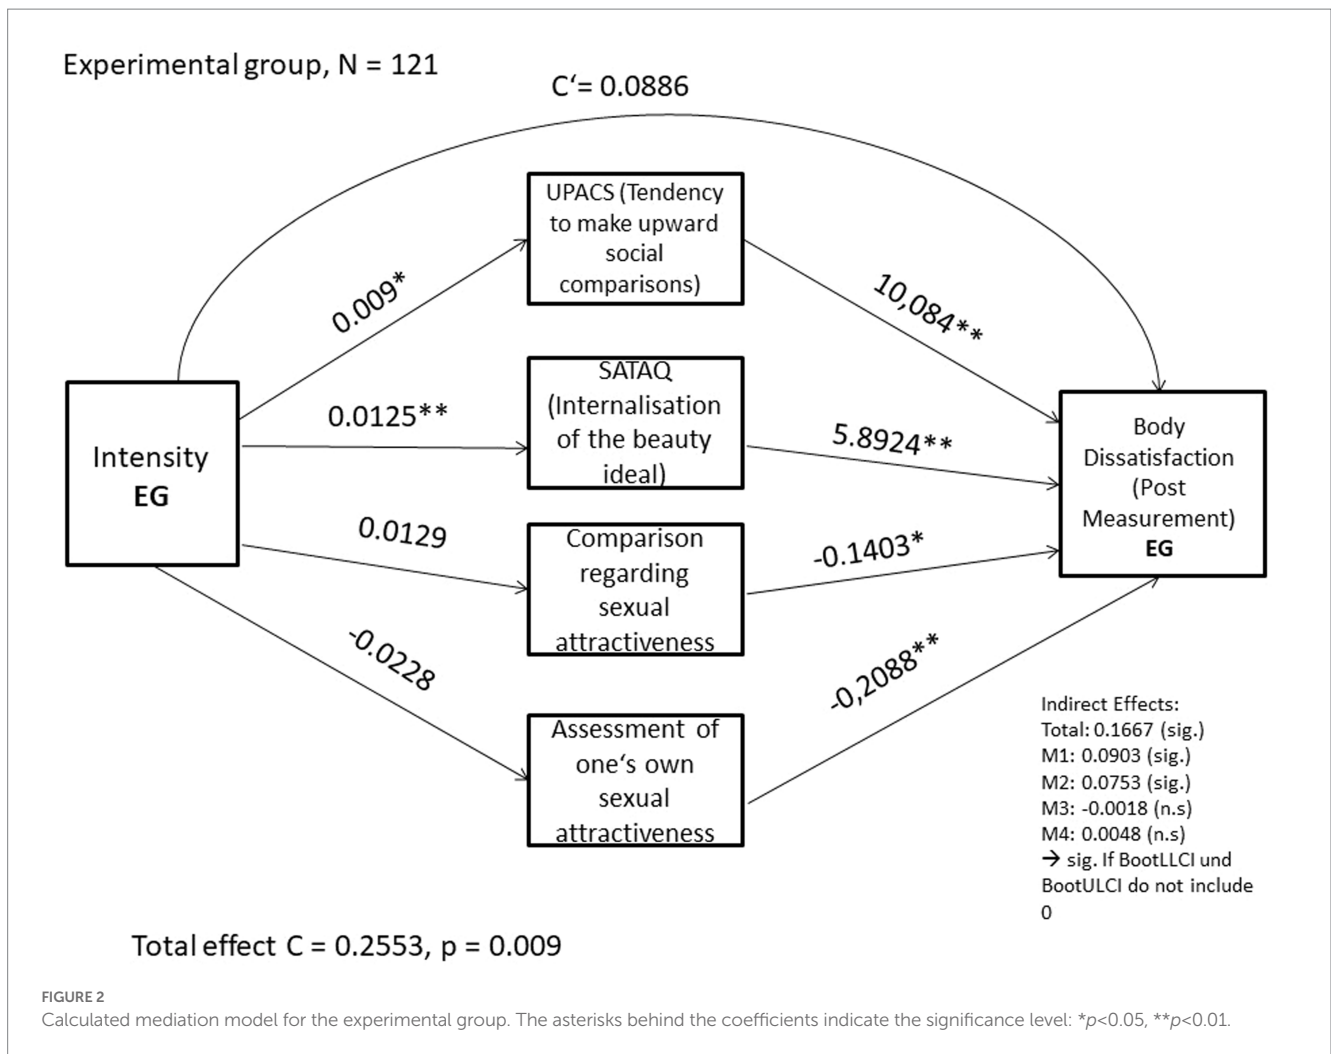 Experimental group, N = 121
C‘= 0.0886
UPACS (Tendency
to make upward
social
comparisons)
0.009*
10,084**
SATAQ
(Internalisation
of the beauty
ideal)
0.0125**
5.8924**
Intensity
EG
Body
Dissatisfaction
(Post
Measurement)
EG
Comparison
regarding
sexual
attractiveness
0.0129
-0.1403*
-0.0228
-0,2088**
Assessment of
one‘s own
sexual
attractiveness
Indirect Effects:
Total: 0.1667 (sig.)
M1: 0.0903 (sig.)
M2: 0.0753 (sig.)
M3: -0.0018 (n.s)
M4: 0.0048 (n.s)
→ sig. If BootLLCI und
BootULCI do not include
0
Total effect C = 0.2553, p = 0.009
FIGURE 2
Calculated mediation model for the experimental group. The asterisks behind the coefficients indicate the significance level: *p<0.05, **p<0.01.